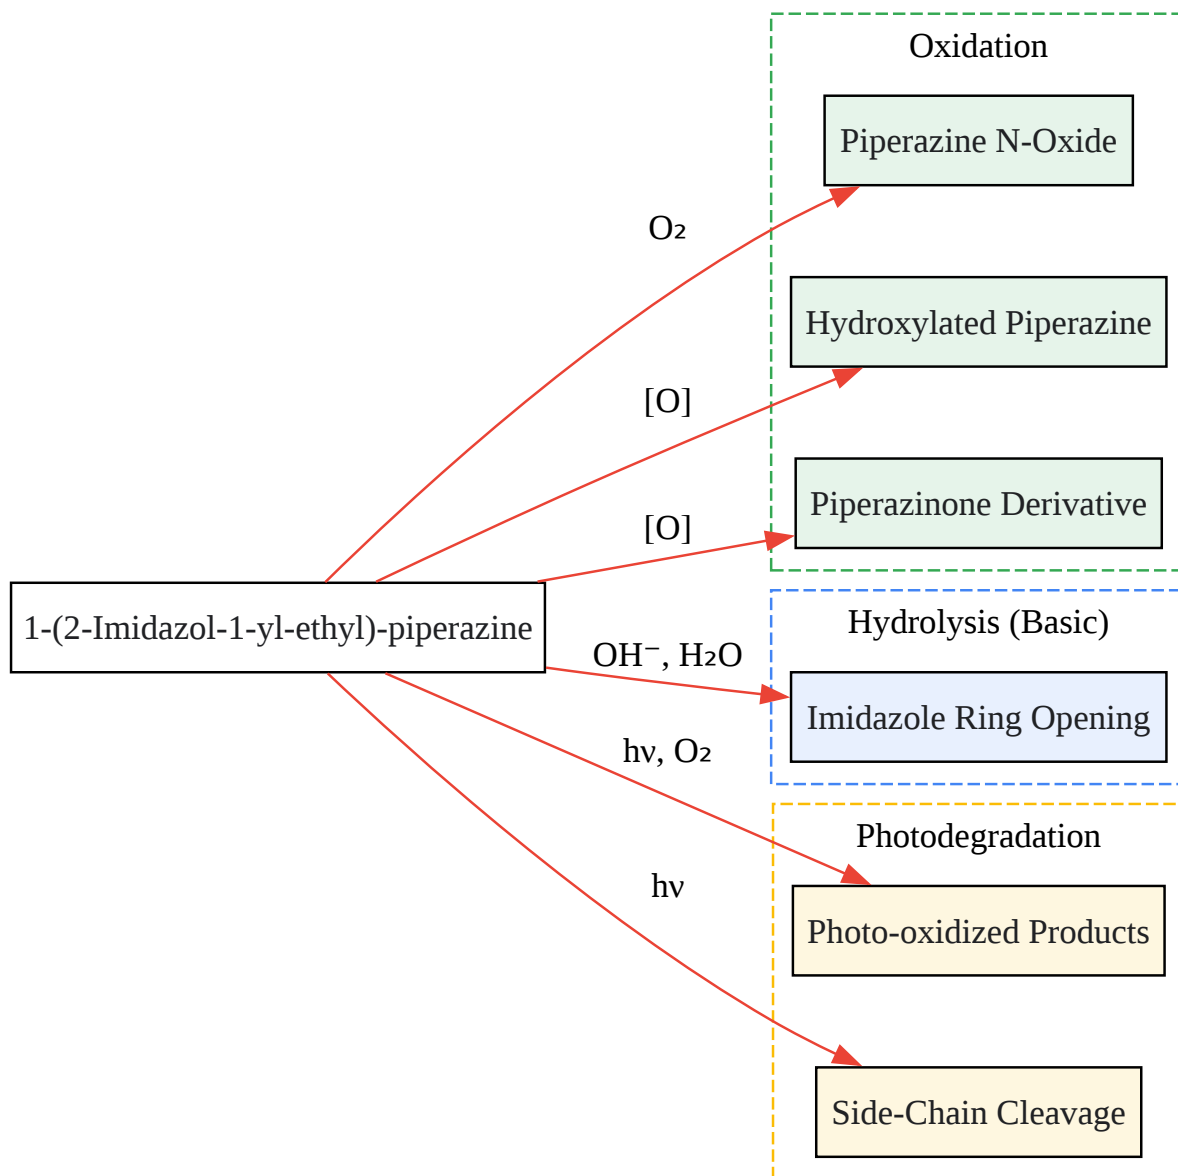 Oxidation
Piperazine N-Oxide
O₂
Hydroxylated Piperazine
[O]
Piperazinone Derivative
[O]
1-(2-Imidazol-1-yl-ethyl)-piperazine
Hydrolysis (Basic)
OH⁻, H₂O
Imidazole Ring Opening
hν, O₂
Photodegradation
hν
Photo-oxidized Products
Side-Chain Cleavage